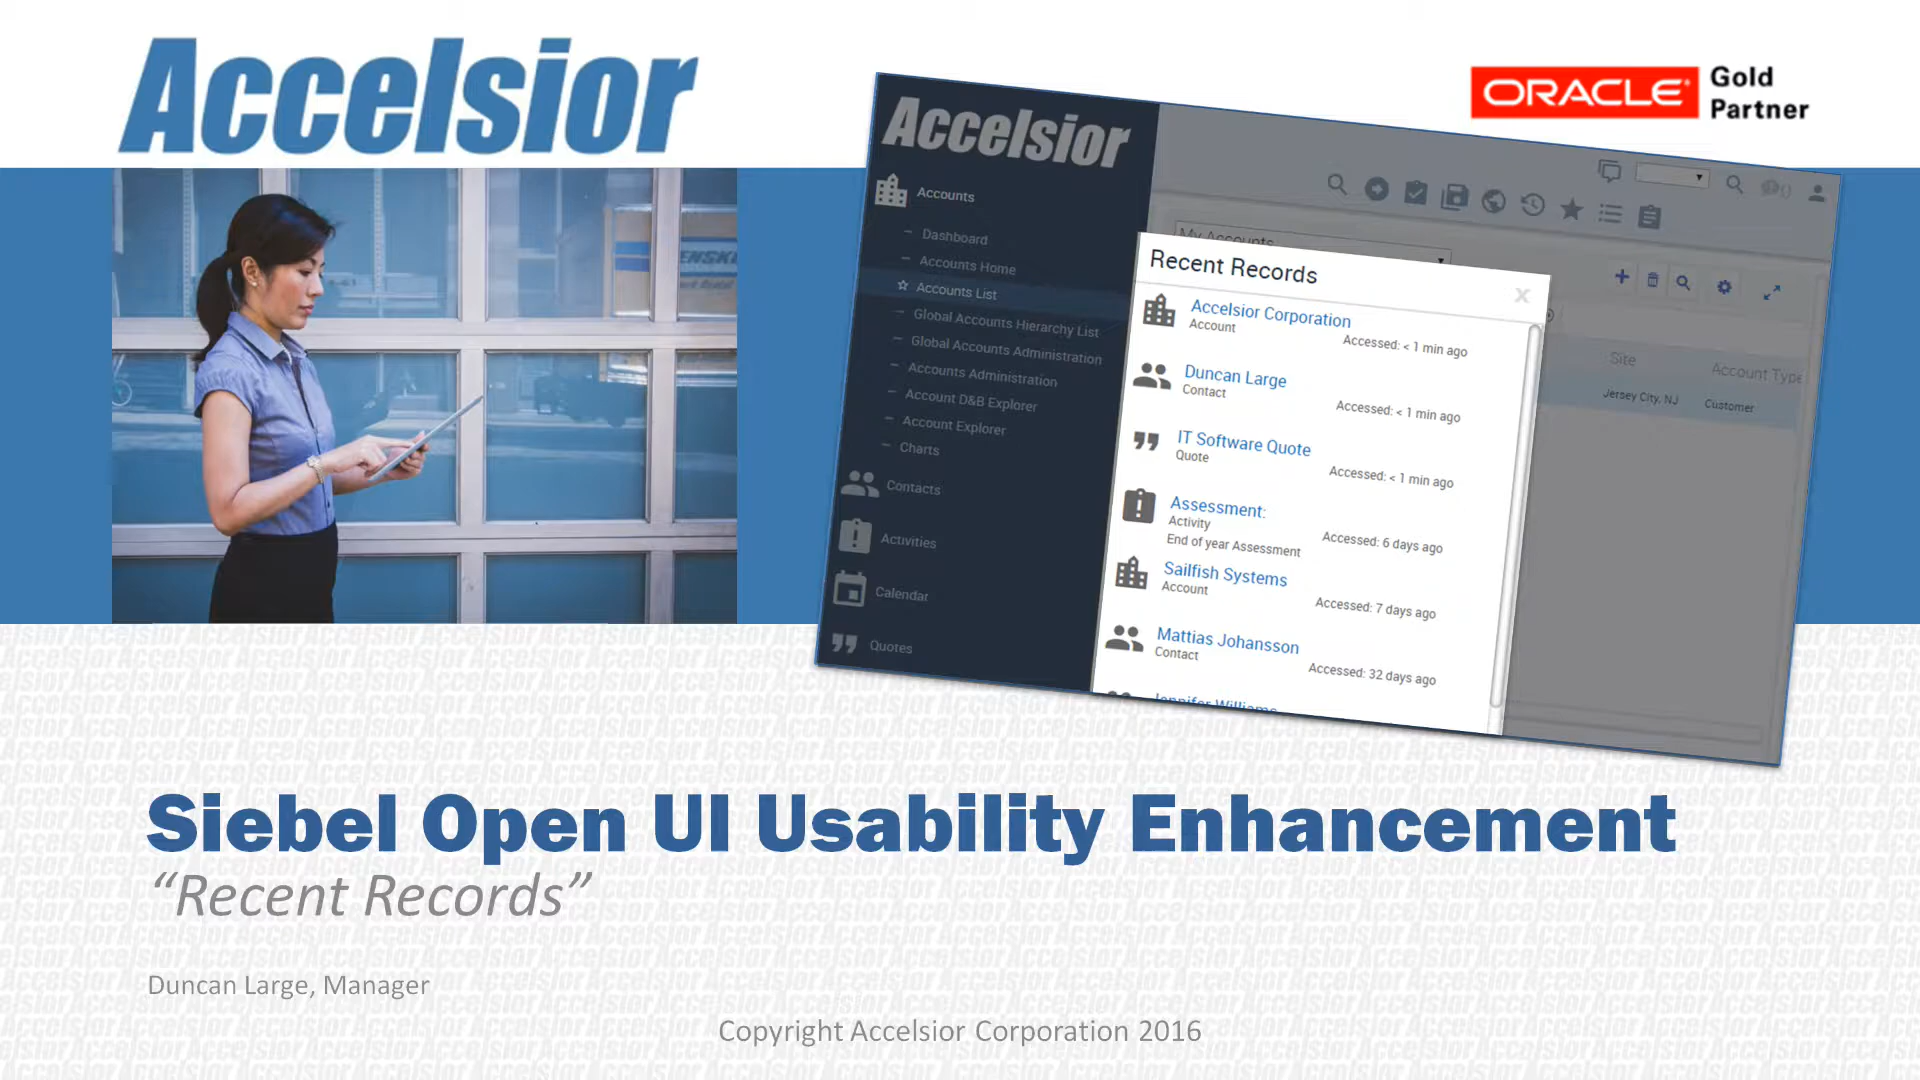 Accelsior
ORACLE® Gold
Partner
Accelsior
Accounts
Dashboard
Accounts Home
Accounts List
Global Accounts Hierarchy List
Global Accounts Administration
Accounts Administration
Account D&B Explorer
Account Explorer
Charts
Contacts
Activities
Calendar
Quotes
My Accounts
Site
Account Type
Jersey City, NJ
Customer
Recent Records
x
Accelsior Corporation
Account
Accessed: < 1 min ago
Duncan Large
Contact
Accessed: < 1 min ago
IT Software Quote
Quote
Accessed: < 1 min ago
Assessment:
Activity
End of year Assessment
Accessed: 6 days ago
Sailfish Systems
Account
Accessed: 7 days ago
Mattias Johansson
Contact
Accessed: 32 days ago
Jennifer Williams
Siebel Open UI Usability Enhancement
“Recent Records”
Duncan Large, Manager
Copyright Accelsior Corporation 2016